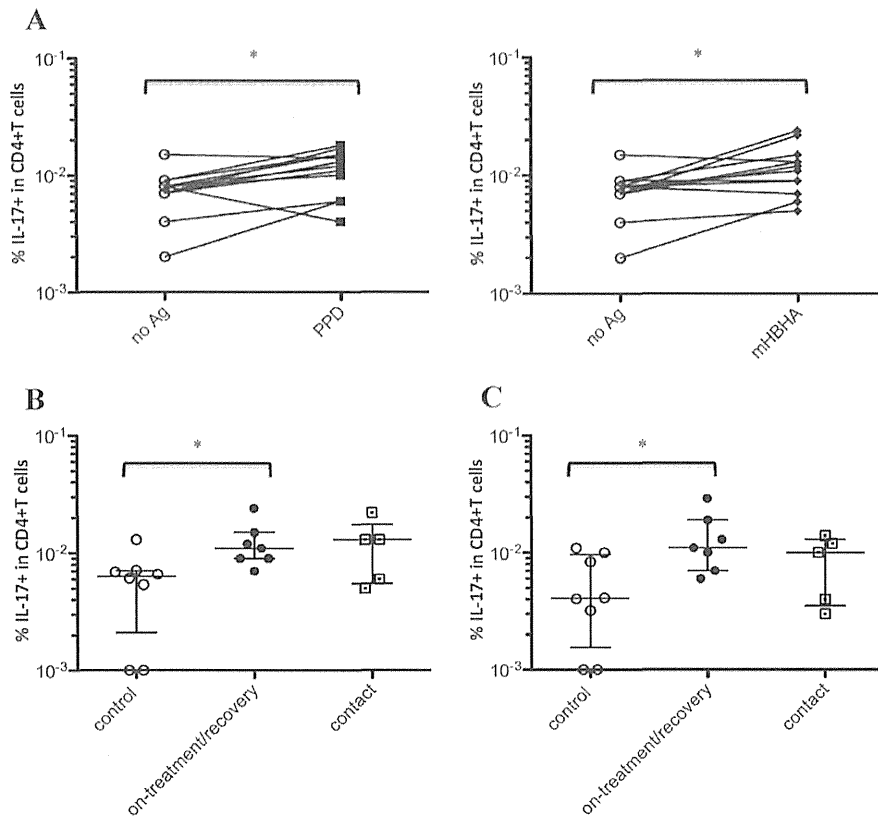 A
*
% IL-17+ in CD4+T cells
10-1
10-2
10-3
no Ag
PPD
*
% IL-17+ in CD4+T cells
10-1
10-2
10-3
no Ag
mHBHA
B
*
% IL-17+ in CD4+T cells
10-1
10-2
10-3
control
on-treatment/recovery
contact
C
*
% IL-17+ in CD4+T cells
10-1
10-2
10-3
control
on-treatment/recovery
contact